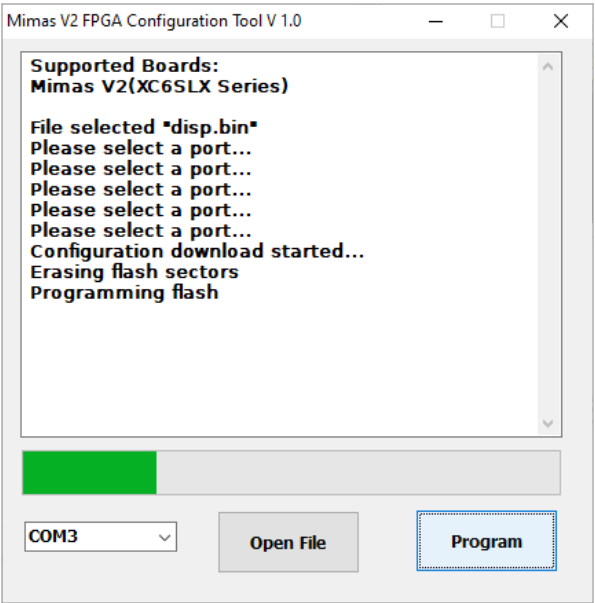 Mimas V2 FPGA Configuration Tool V 1.0
Supported Boards:
Mimas V2(XC6SLX Series)
File selected "disp.bin"
Please select a port...
Please select a port...
Please select a port...
Please select a port...
Please select a port...
Configuration download started...
Erasing flash sectors
Programming flash
COM3
Open File
Program